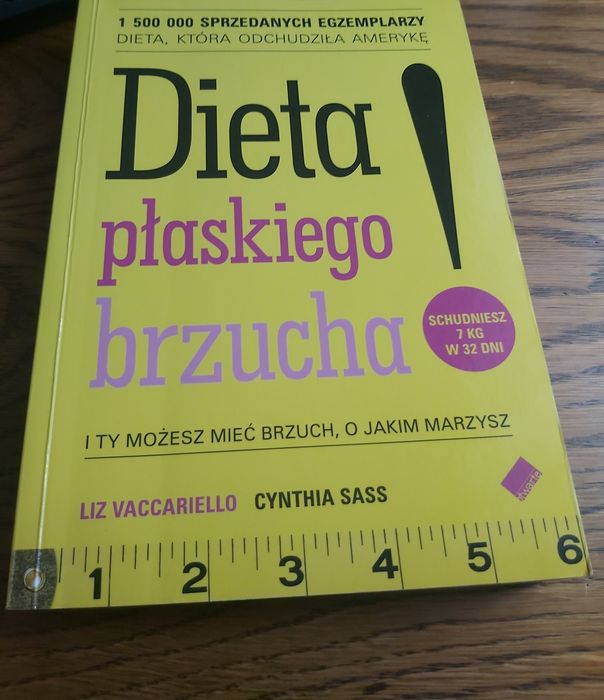 1 500 000 SPRZEDANYCH EGZEMPLARZY
DIETA, KTÓRA ODCHUDZIŁA AMERYKĘ
Dieta!
płaskiego
brzucha
SCHUDNIESZ
7 KG
W 32 DNI
I TY MOŻESZ MIEĆ BRZUCH, O JAKIM MARZYSZ
otwarte
LIZ VACCARIELLO CYNTHIA SASS
1 2 3 4 5 6